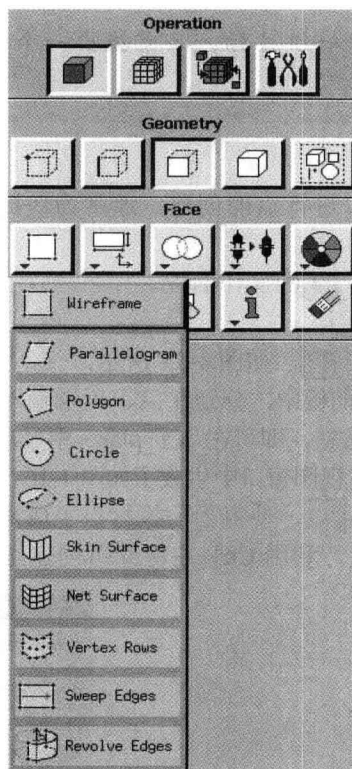 Operation
Geometry
Face
Wireframe
Parallelogram
Polygon
Circle
Ellipse
Skin Surface
Net Surface
Vertex Rows
Sweep Edges
Revolve Edges